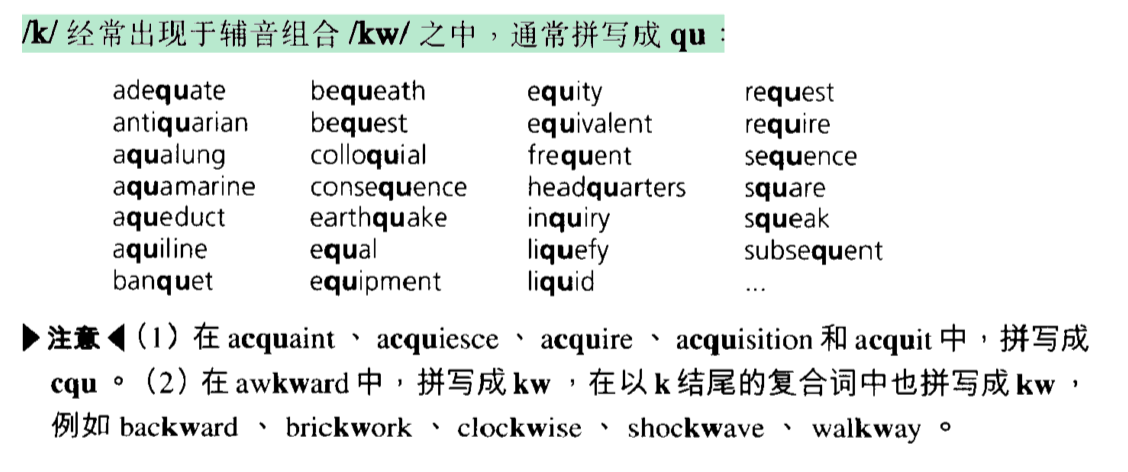 /k/ 经常出现于辅音组合 /kw/ 之中，通常拼写成 qu：
adequate bequeath equity request
antiquarian bequest equivalent require
aqualung colloquial frequent sequence
aquamarine consequence headquarters square
aqueduct earthquake inquiry squeak
aquiline equal liquefy subsequent
banquet equipment liquid ...
▶注意◀（1）在 acquaint 、 acquiesce 、 acquire 、 acquisition 和 acquit 中，拼写成
cqu 。（2）在 awkward 中，拼写成 kw ，在以 k 结尾的复合词中也拼写成 kw ，
例如 backward 、 brickwork 、 clockwise 、 shockwave 、 walkway 。